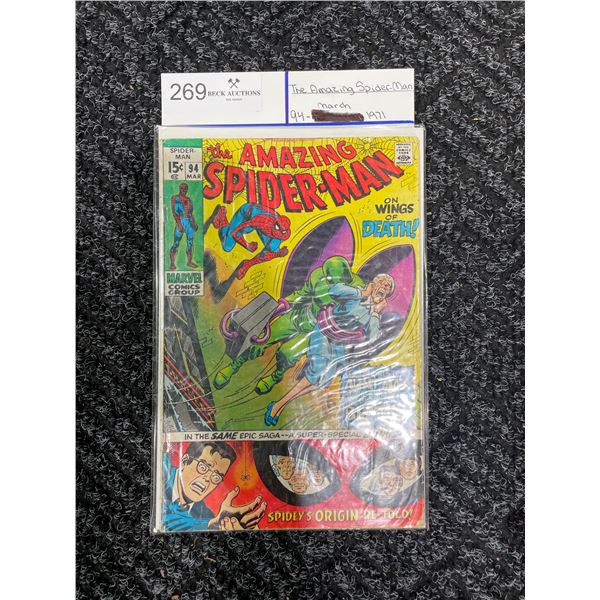 269
BECK AUCTIONS
The Amazing Spider-Man
March
94- 1971
SPIDER-MAN
15¢
94
MAR
MARVEL
COMICS
GROUP
the AMAZING
SPIDER-MAN
ON
WINGS
OF
DEATH!
IN THE SAME EPIC SAGA--A SUPER-SPECIAL
SPIDEY'S ORIGIN RE-TOLD!